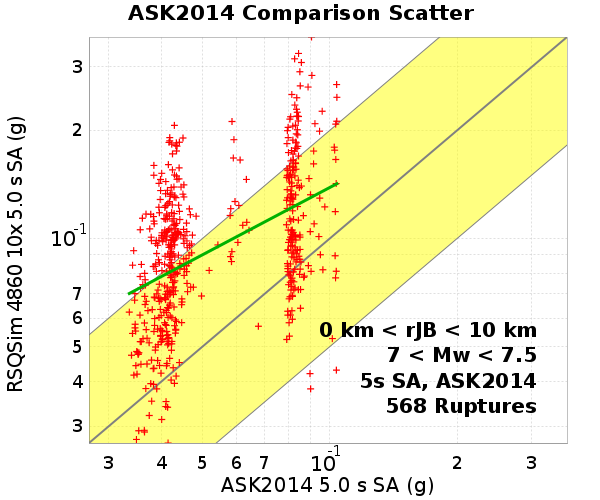 ASK2014 Comparison Scatter
RSQSim 4860 10x 5.0 s SA (g)
3
2
10-1
7
6
5
4
3
0 km < rJB < 10 km
7 < Mw < 7.5
5s SA, ASK2014
568 Ruptures
3 4 5 6 7 10-1 2 3
ASK2014 5.0 s SA (g)